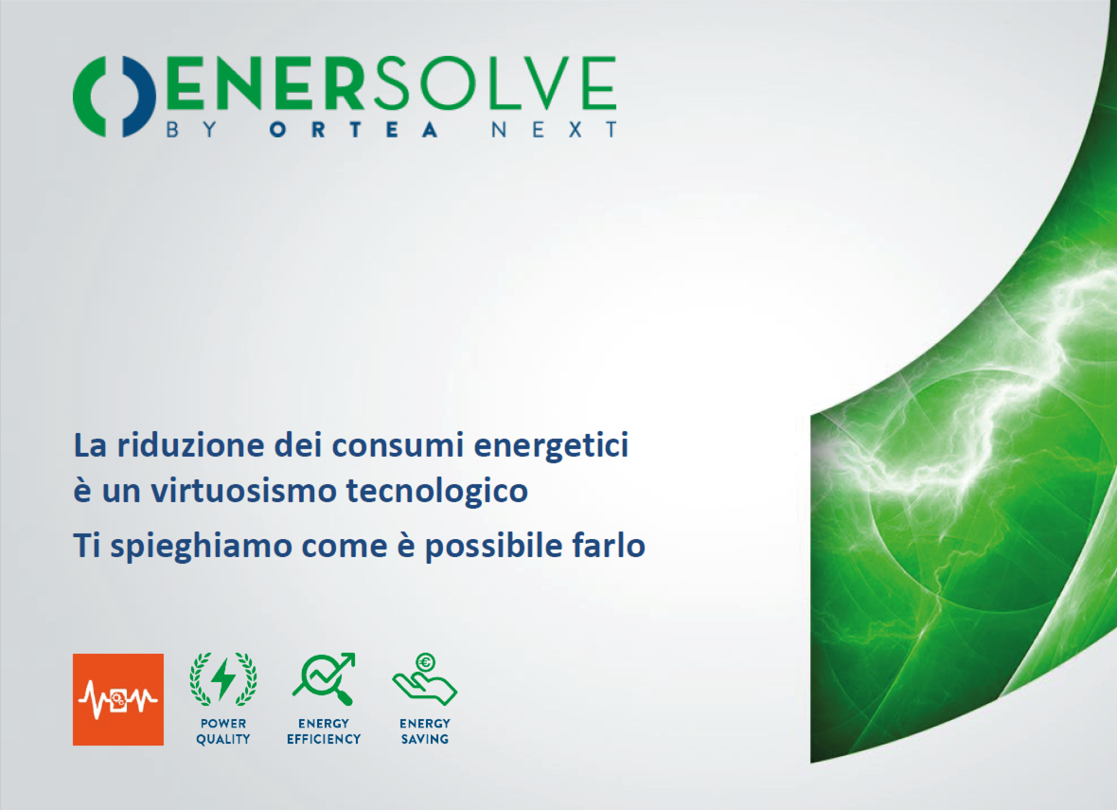 ENERSOLVE
BY ORTEA NEXT
La riduzione dei consumi energetici
è un virtuosismo tecnologico
Ti spieghiamo come è possibile farlo
€
POWER
QUALITY
ENERGY
EFFICIENCY
ENERGY
SAVING